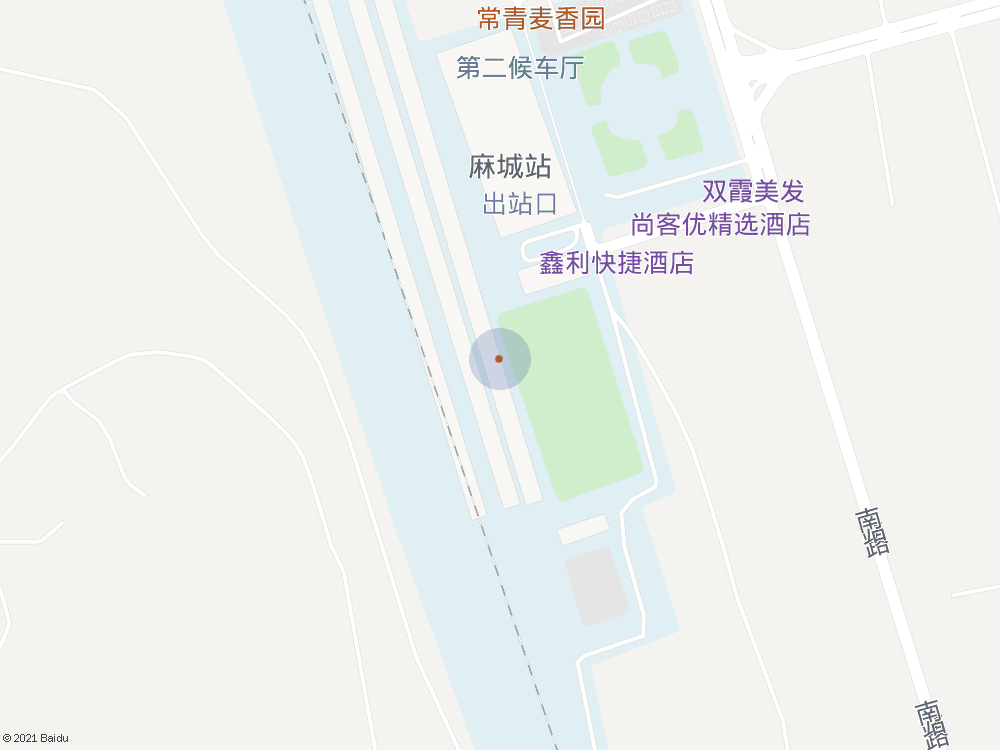 常青麦香园
第二候车厅
麻城站
出站口
双霞美发
尚客优精选酒店
鑫利快捷酒店
南路
南路
© 2021 Baidu